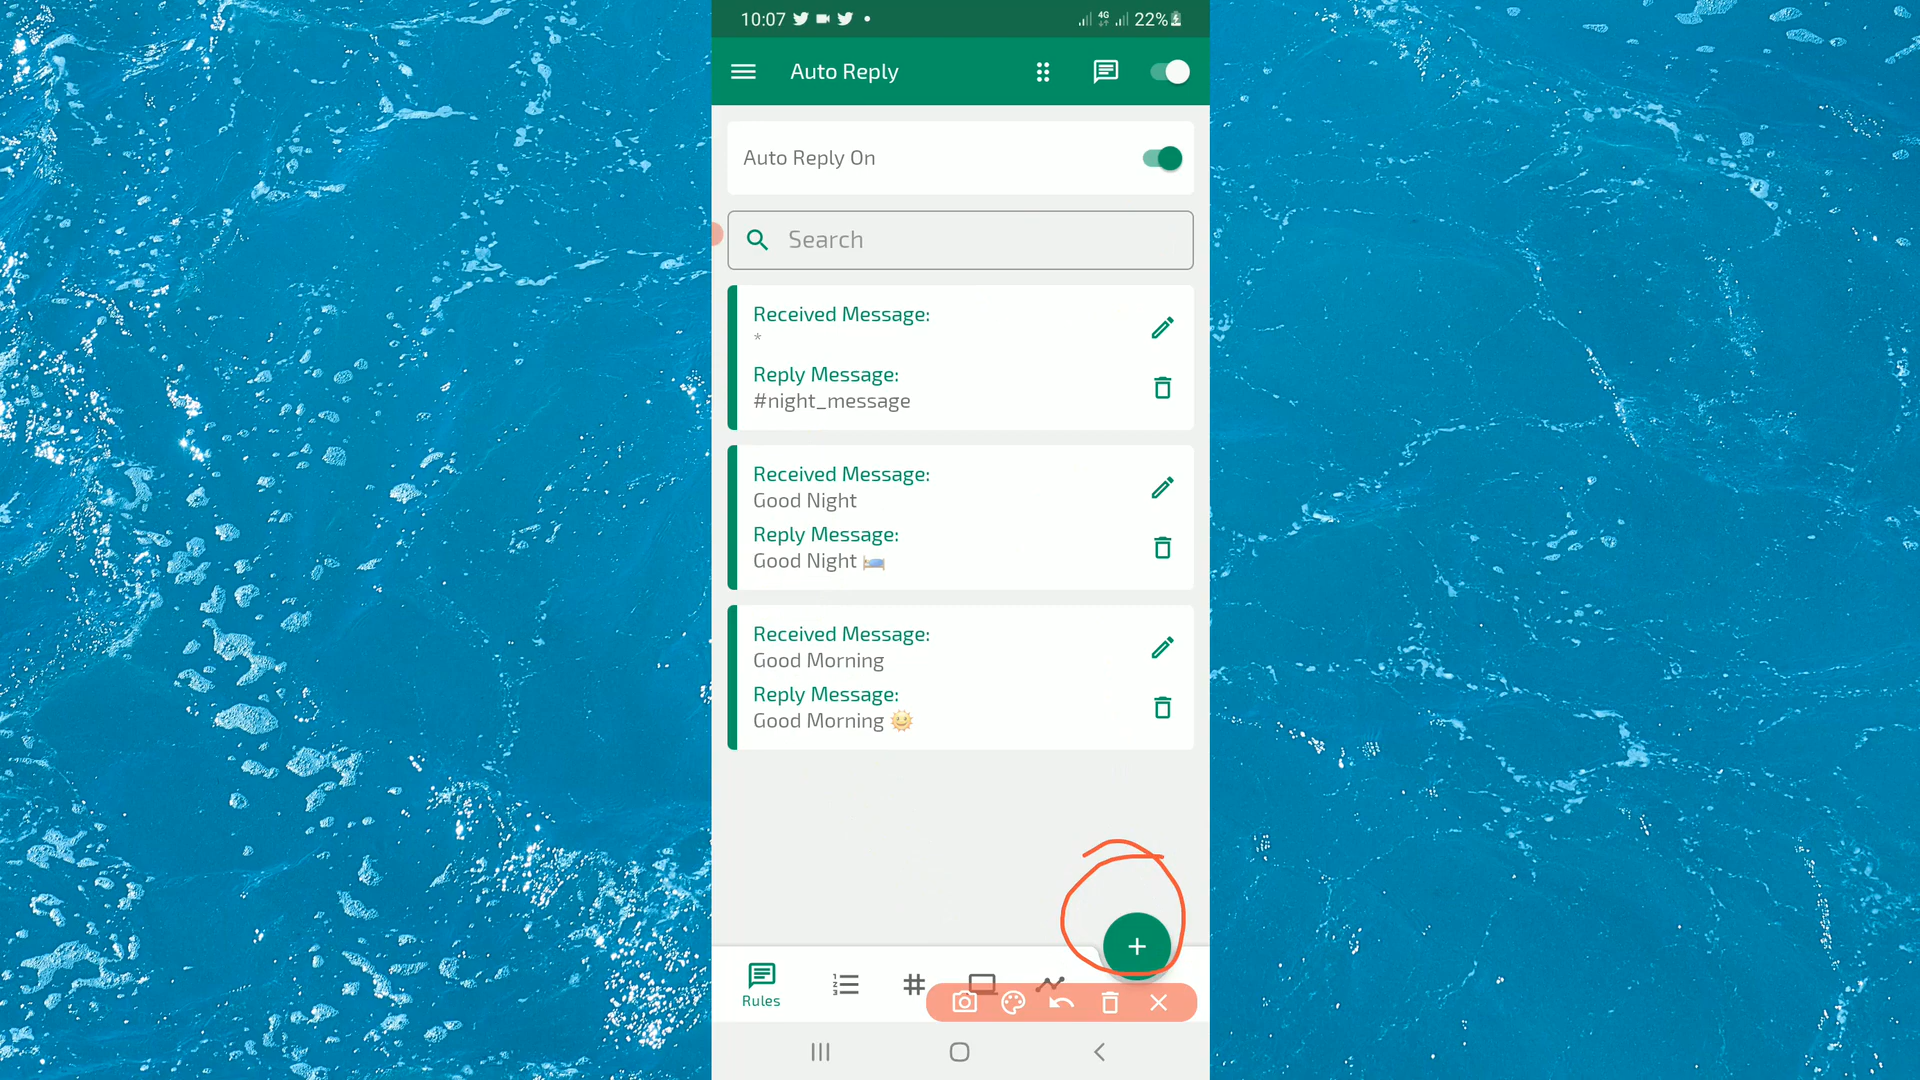 10:07 4G 22%
Auto Reply
Auto Reply On
Search
Received Message:
*
Reply Message:
#night_message
Received Message:
Good Night
Reply Message:
Good Night 🛏️
Received Message:
Good Morning
Reply Message:
Good Morning 🌞
Rules